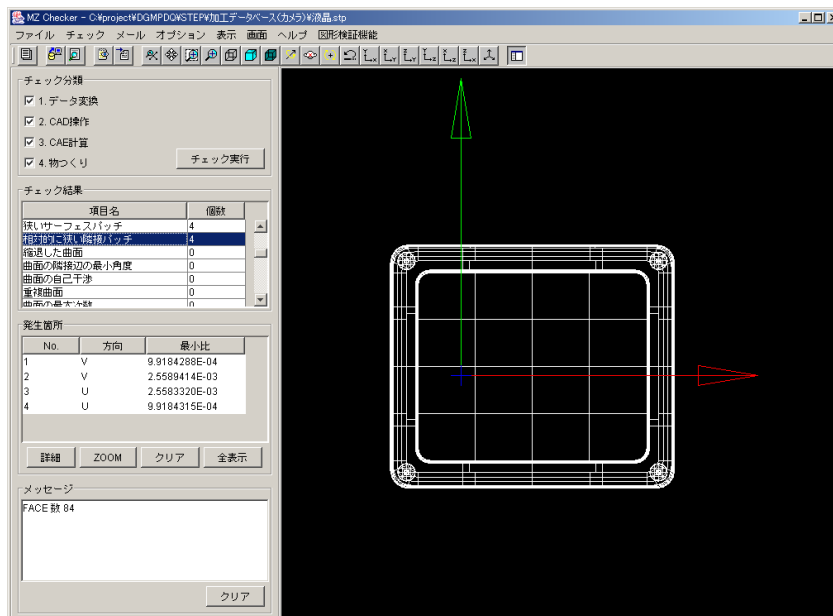 MZ Checker - C:¥project¥DGMPDQ¥STEP¥加工データベース(カメラ)¥液晶.stp
ファイル チェック メール オプション 表示 画面 ヘルプ 図形検証機能
チェック分類
1. データ変換
2. CAD操作
3. CAE計算
4. 物つくり
チェック実行
チェック結果
項目名 個数
狭いサーフェスパッチ 4
相対的に狭い隣接パッチ 4
縮退した曲面 0
曲面の隣接辺の最小角度 0
曲面の自己干渉 0
重複曲面 0
曲面の最大次数 0
発生箇所
No. 方向 最小比
1 V 9.9184288E-04
2 V 2.5589414E-03
3 U 2.5583320E-03
4 U 9.9184315E-04
詳細 ZOOM クリア 全表示
メッセージ
FACE 数 84
クリア